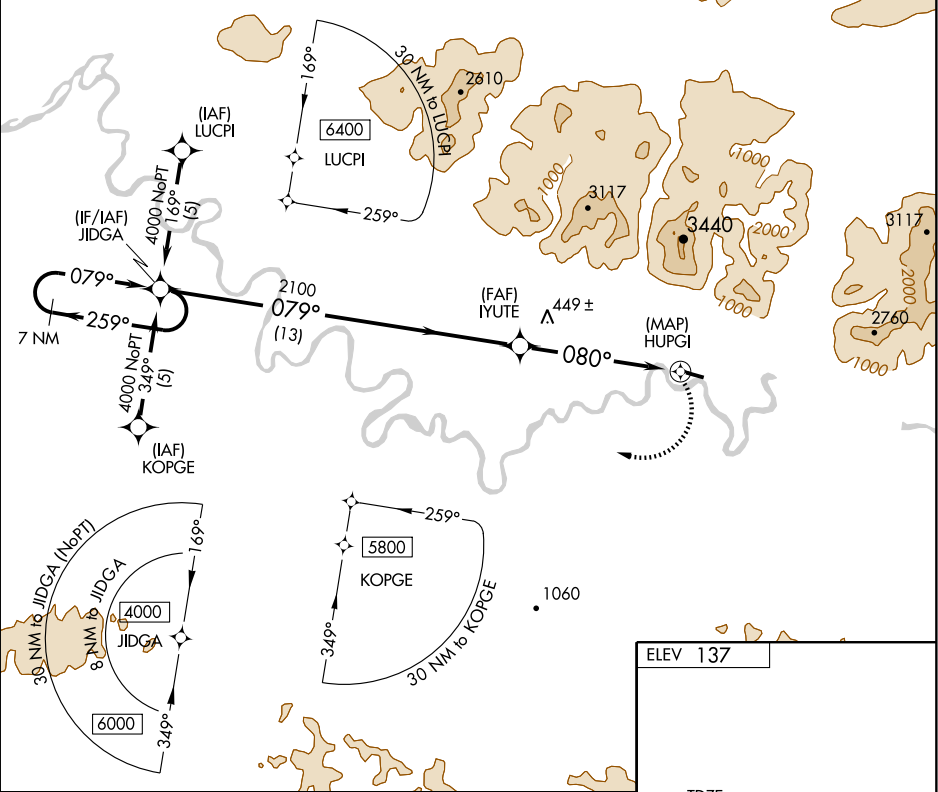 (IAF)
LUCPI
4000 NoPT
169°
(5)
(IF/IAF)
JIDGA
079°
259°
7 NM
4000 NoPT
349°
(5)
(IAF)
KOPGE
2100
079°
(13)
(FAF)
IYUTE
449 ±
080°
(MAP)
HUPGI
169°
30 NM to LUCPI
6400
LUCPI
259°
2610
1000
3117
3440
1000
2000
1000
3117
2000
2760
1000
30 NM to JIDGA (NoPT)
8 NM to JIDGA
169°
4000
JIDGA
6000
349°
259°
5800
KOPGE
349°
30 NM to KOPGE
1060
ELEV 137